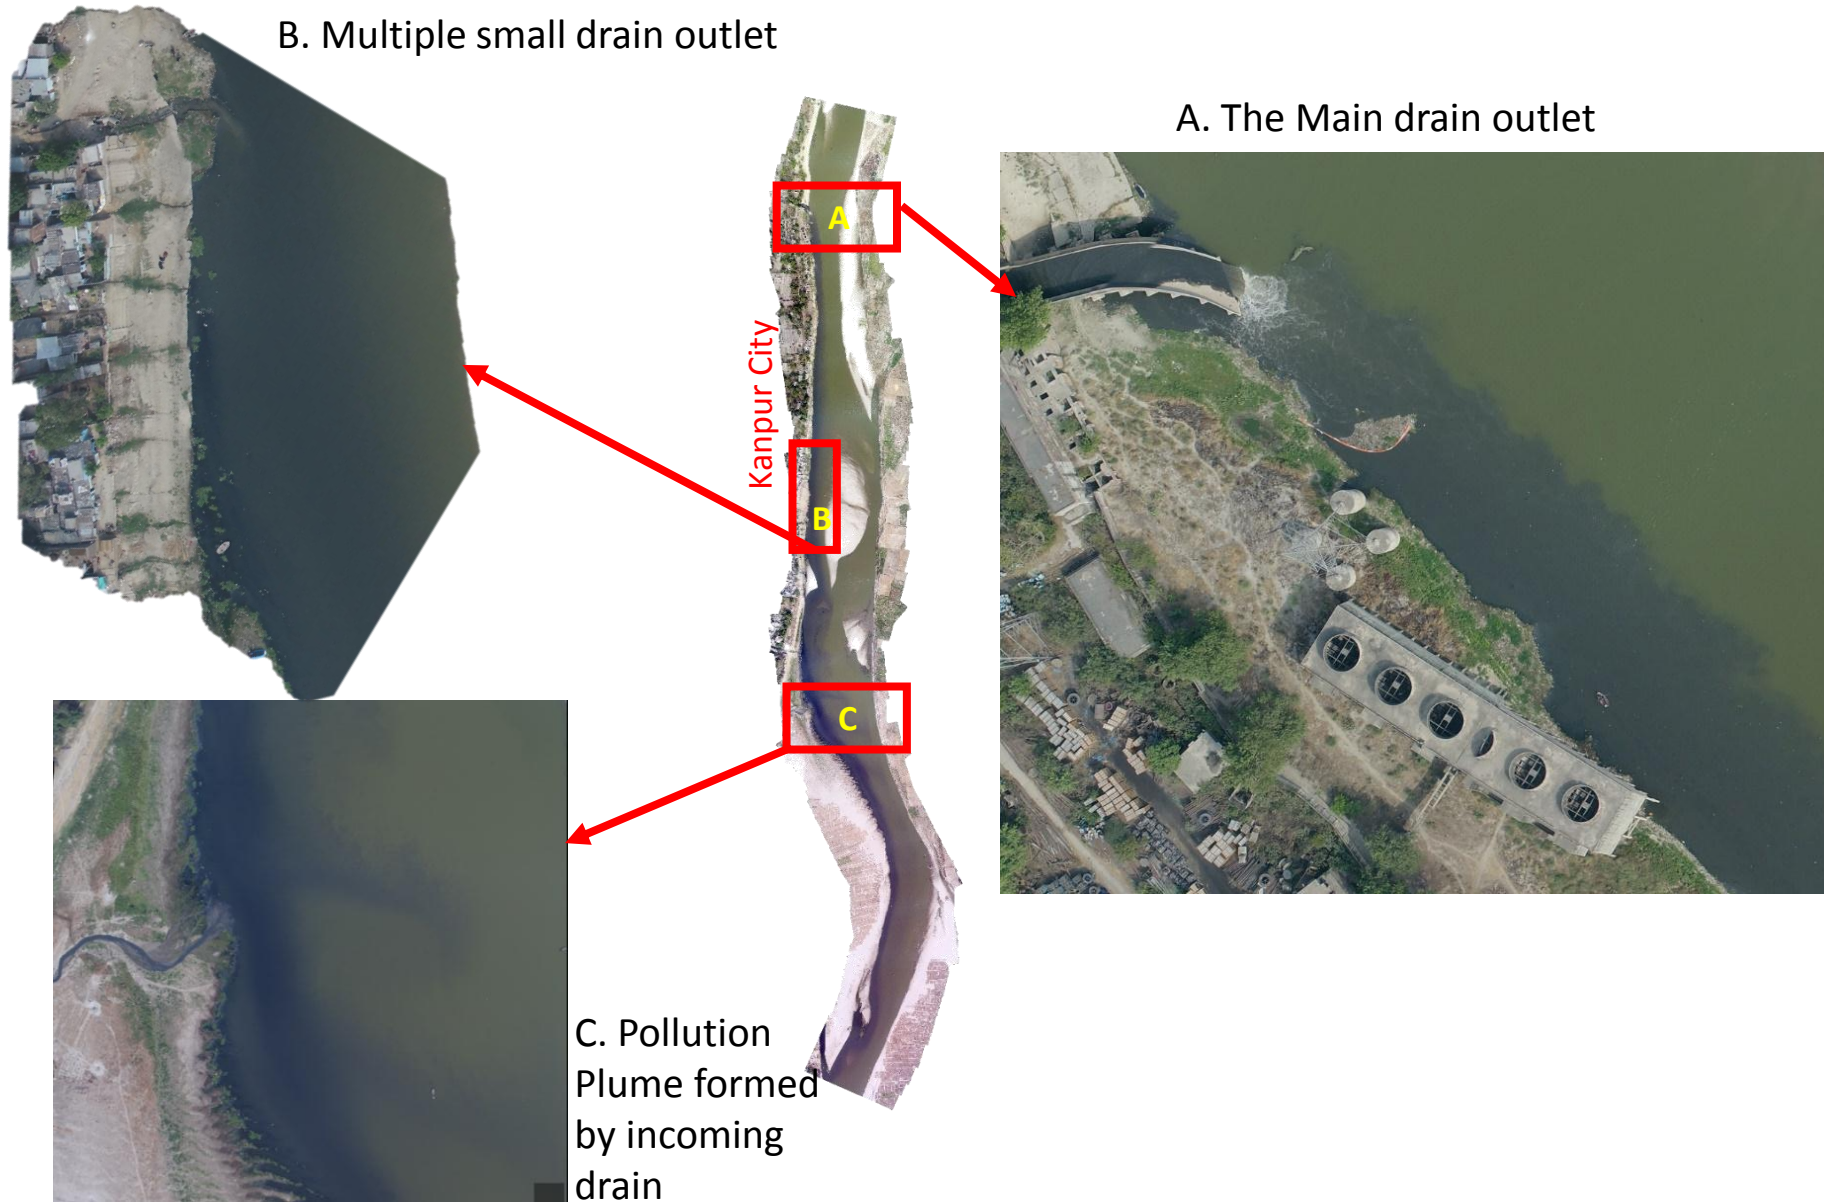 B. Multiple small drain outlet
A. The Main drain outlet
A
Kanpur City
B
C
C. Pollution
Plume formed
by incoming
drain